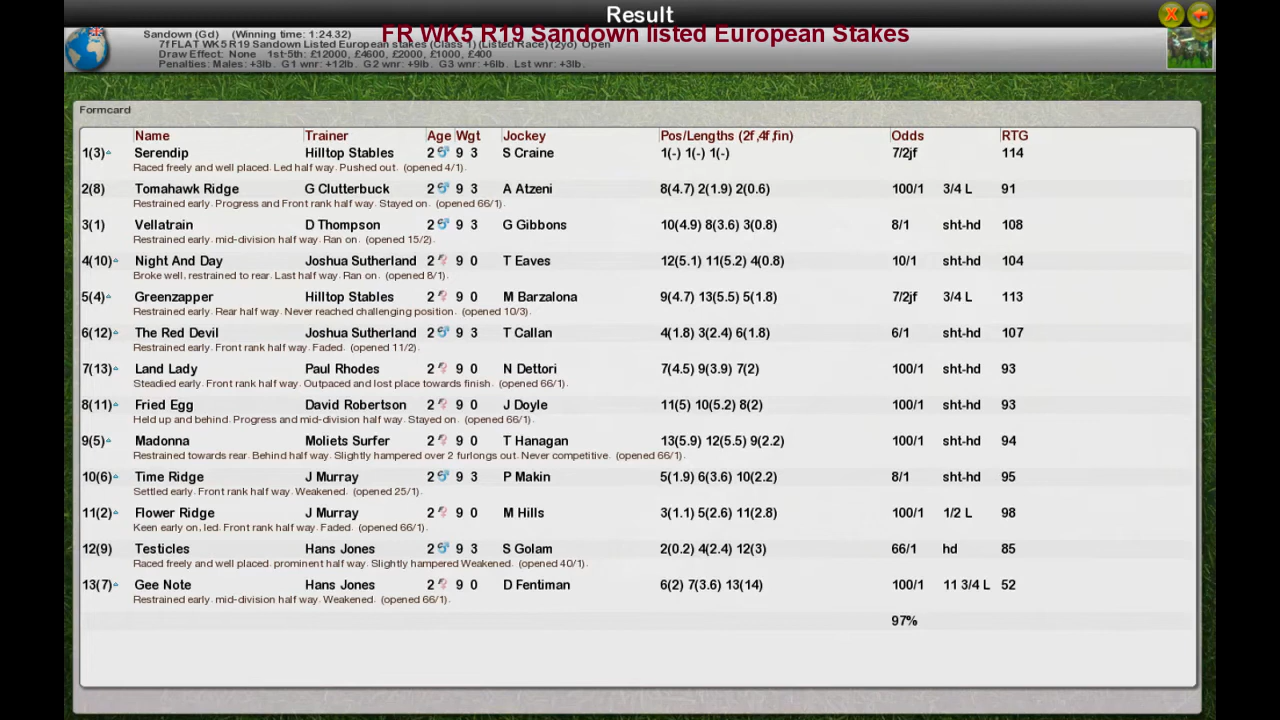 Result
FR WK5 R19 Sandown listed European Stakes
Sandown (Gd) (Winning time: 1:24.32)
7f FLAT WK5 R19 Sandown Listed European stakes (Class 1) (Listed Race) (2yo) Open
Draw Effect: None 1st-5th: £12000, £4600, £2000, £1000, £400
Penalties: Males: +3lb. G1 wnr: +12lb. G2 wnr: +9lb. G3 wnr: +6lb. Lst wnr: +3lb.
Formcard
Name Trainer Age Wgt Jockey Pos/Lengths (2f,4f,fin) Odds RTG
1(3) Serendip Hilltop Stables 2 9 3 S Craine 1(-) 1(-) 1(-) 7/2jf 114
Raced freely and well placed. Led half way. Pushed out. (opened 4/1).
2(8) Tomahawk Ridge G Clutterbuck 2 9 3 A Atzeni 8(4.7) 2(1.9) 2(0.6) 100/1 3/4 L 91
Restrained early. Progress and Front rank half way. Stayed on. (opened 66/1).
3(1) Vellatrain D Thompson 2 9 3 G Gibbons 10(4.9) 8(3.6) 3(0.8) 8/1 sht-hd 108
Restrained early. mid-division half way. Ran on. (opened 15/2).
4(10) Night And Day Joshua Sutherland 2 9 0 T Eaves 12(5.1) 11(5.2) 4(0.8) 10/1 sht-hd 104
Broke well, restrained to rear. Last half way. Ran on. (opened 8/1).
5(4) Greenzapper Hilltop Stables 2 9 0 M Barzalona 9(4.7) 13(5.5) 5(1.8) 7/2jf 3/4 L 113
Restrained early. Rear half way. Never reached challenging position. (opened 10/3).
6(12) The Red Devil Joshua Sutherland 2 9 3 T Callan 4(1.8) 3(2.4) 6(1.8) 6/1 sht-hd 107
Restrained early. Front rank half way. Faded. (opened 11/2).
7(13) Land Lady Paul Rhodes 2 9 0 N Dettori 7(4.5) 9(3.9) 7(2) 100/1 sht-hd 93
Steadied early. Front rank half way. Outpaced and lost place towards finish. (opened 66/1).
8(11) Fried Egg David Robertson 2 9 0 J Doyle 11(5) 10(5.2) 8(2) 100/1 sht-hd 93
Held up and behind. Progress and mid-division half way. Stayed on. (opened 66/1).
9(5) Madonna Moliets Surfer 2 9 0 T Hanagan 13(5.9) 12(5.5) 9(2.2) 100/1 sht-hd 94
Restrained towards rear. Behind half way. Slightly hampered over 2 furlongs out. Never competitive. (opened 66/1).
10(6) Time Ridge J Murray 2 9 3 P Makin 5(1.9) 6(3.6) 10(2.2) 8/1 sht-hd 95
Settled early. Front rank half way. Weakened. (opened 25/1).
11(2) Flower Ridge J Murray 2 9 0 M Hills 3(1.1) 5(2.6) 11(2.8) 100/1 1/2 L 98
Keen early on, led. Front rank half way. Faded. (opened 66/1).
12(9) Testicles Hans Jones 2 9 3 S Golam 2(0.2) 4(2.4) 12(3) 66/1 hd 85
Raced freely and well placed. prominent half way. Slightly hampered Weakened. (opened 40/1).
13(7) Gee Note Hans Jones 2 9 0 D Fentiman 6(2) 7(3.6) 13(14) 100/1 11 3/4 L 52
Restrained early. mid-division half way. Weakened. (opened 66/1).
97%